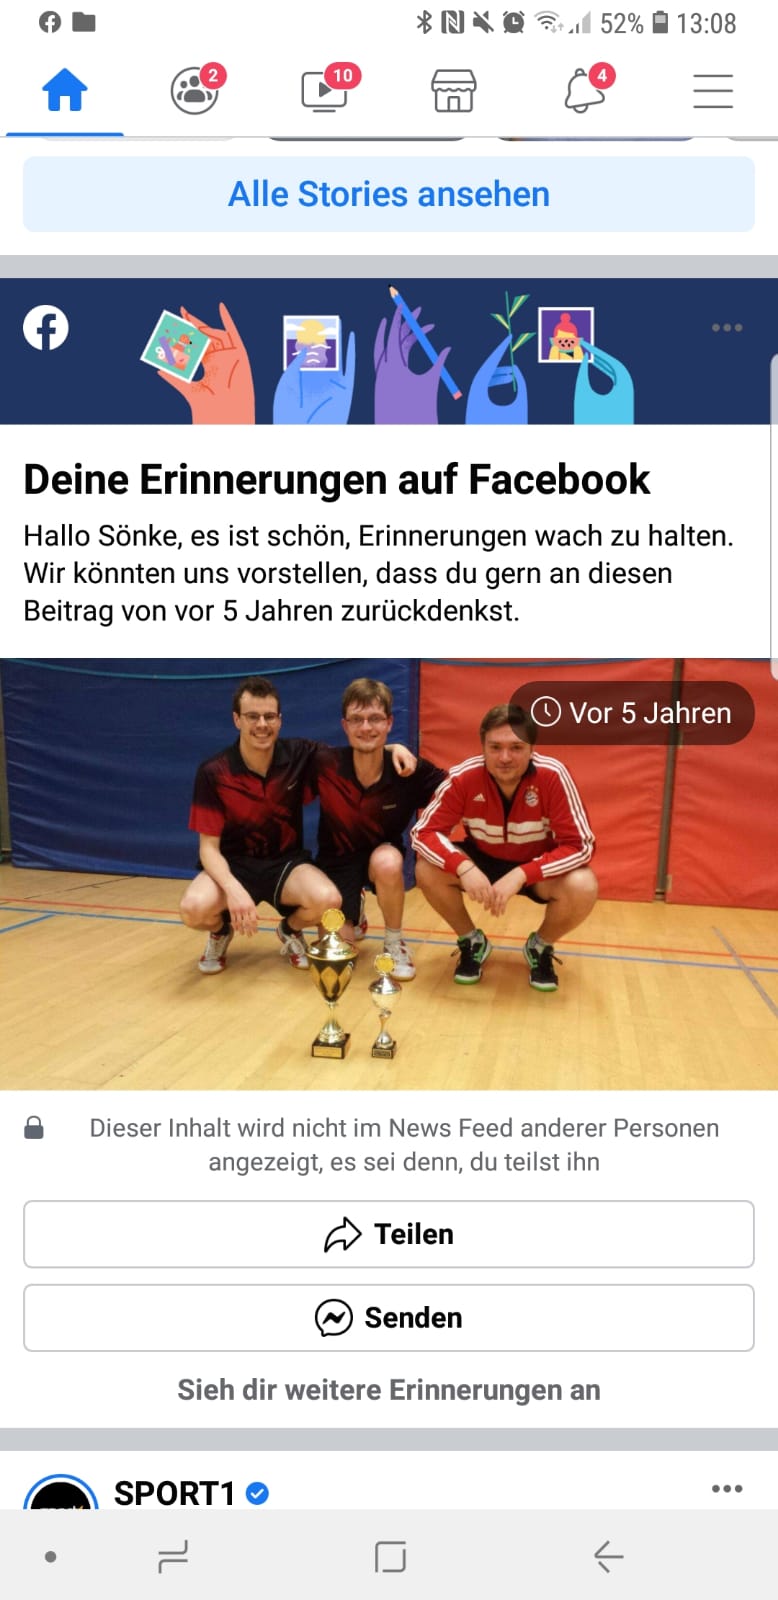 52% 13:08
2 10 4
Alle Stories ansehen
Deine Erinnerungen auf Facebook
Hallo Sönke, es ist schön, Erinnerungen wach zu halten.
Wir könnten uns vorstellen, dass du gern an diesen
Beitrag von vor 5 Jahren zurückdenkst.
Vor 5 Jahren
Dieser Inhalt wird nicht im News Feed anderer Personen
angezeigt, es sei denn, du teilst ihn
Teilen
Senden
Sieh dir weitere Erinnerungen an
SPORT1